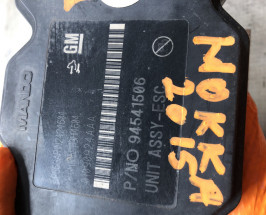 MANDO
GM
P/NO 94541506
UNIT ASSY-ESC
MOKKA
2015